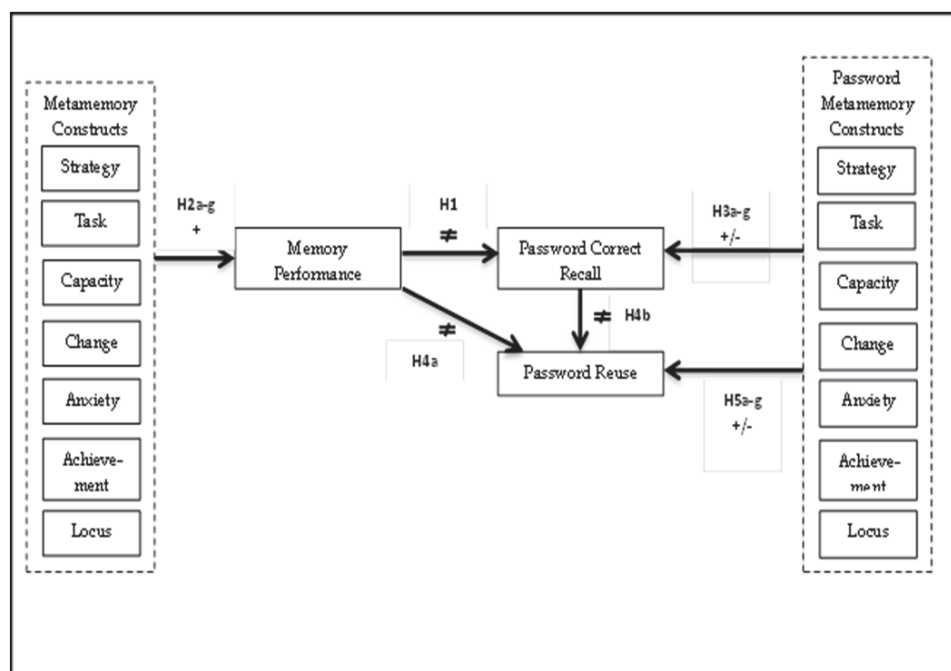 Metamemory
Constructs
Strategy
Task
Capacity
Change
Anxiety
Achieve-
ment
Locus
H2a-g
+
Memory
Performance
H1
≠
≠
H4a
Password Correct
Recall
≠ H4b
Password Reuse
H3a-g
+/-
H5a-g
+/-
Password
Metamemory
Constructs
Strategy
Task
Capacity
Change
Anxiety
Achieve-
ment
Locus